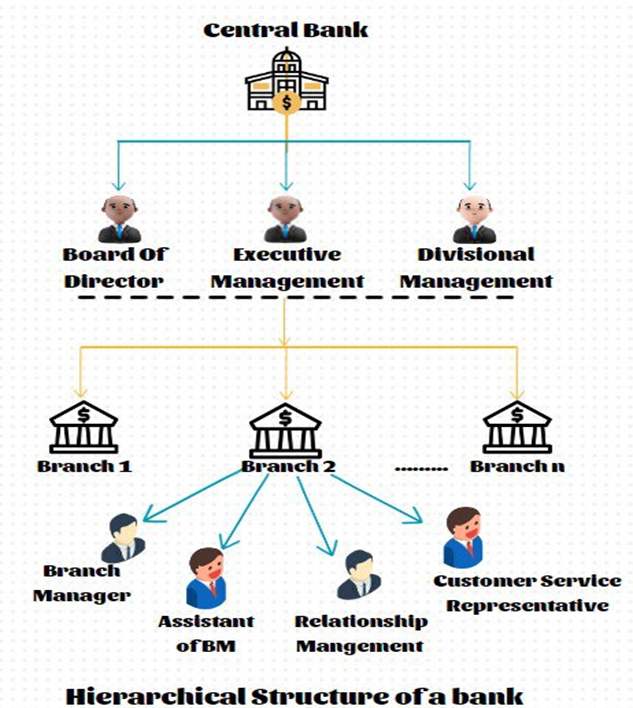 Central Bank
$
Board Of
Director
Executive
Management
Divisional
Management
$
Branch 1
$
Branch 2
.........
$
Branch n
Branch
Manager
Assistant
of BM
Relationship
Mangement
Customer Service
Representative
Hierarchical Structure of a bank